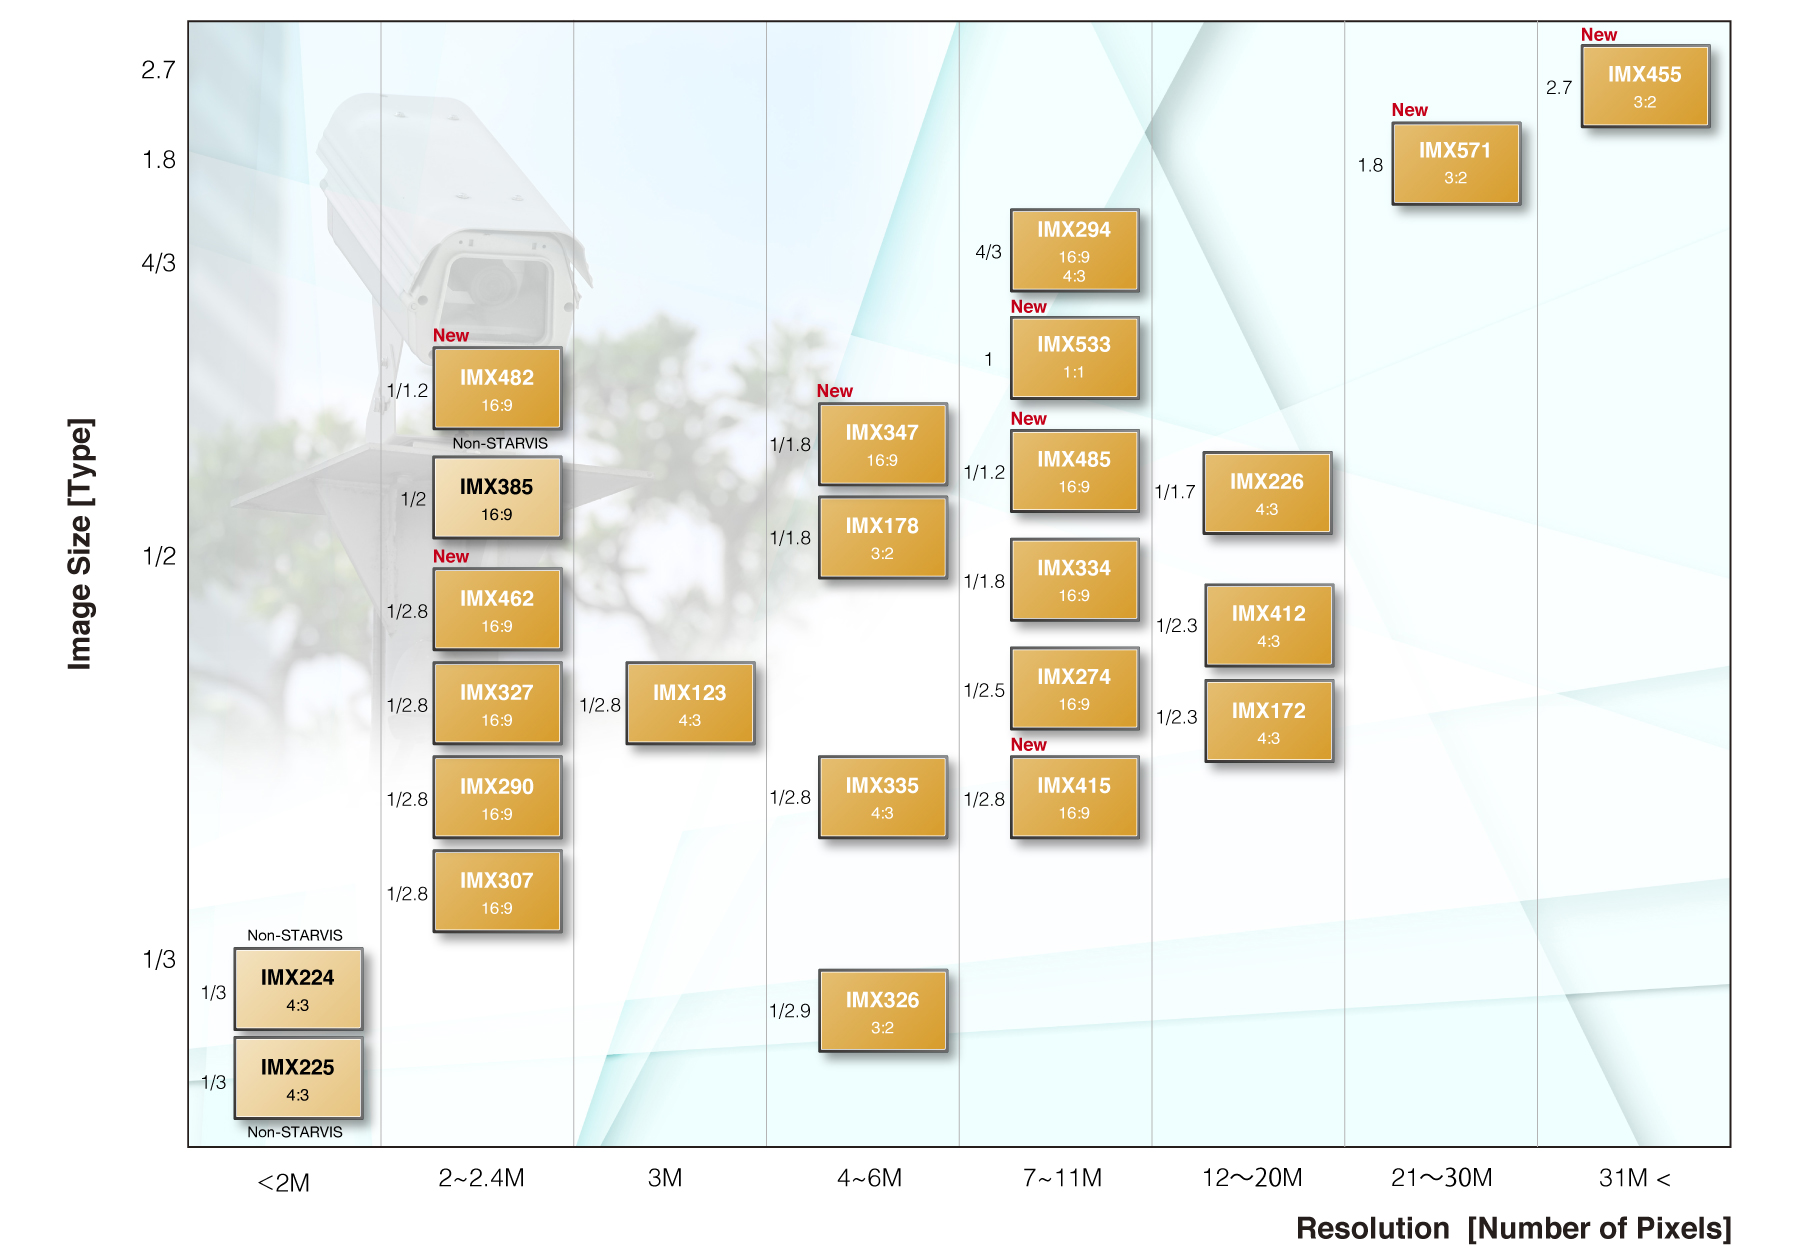 New
2.7
2.7
IMX455
3:2
New
1.8
1.8
IMX571
3:2
4/3
4/3
IMX294
16:9
4:3
New
1
IMX533
1:1
New
1/1.2
IMX482
16:9
New
1/1.8
IMX347
16:9
New
1/1.2
IMX485
16:9
Non-STARVIS
1/2
IMX385
16:9
1/1.7
IMX226
4:3
1/1.8
IMX178
3:2
Image Size [Type]
1/2
New
1/2.8
IMX462
16:9
1/1.8
IMX334
16:9
1/2.3
IMX412
4:3
1/2.8
IMX327
16:9
1/2.8
IMX123
4:3
1/2.5
IMX274
16:9
1/2.3
IMX172
4:3
1/2.8
IMX290
16:9
1/2.8
IMX335
4:3
New
1/2.8
IMX415
16:9
1/2.8
IMX307
16:9
1/3
Non-STARVIS
1/3
IMX224
4:3
1/2.9
IMX326
3:2
1/3
IMX225
4:3
Non-STARVIS
<2M
2~2.4M
3M
4~6M
7~11M
12〜20M
21〜30M
31M <
Resolution [Number of Pixels]